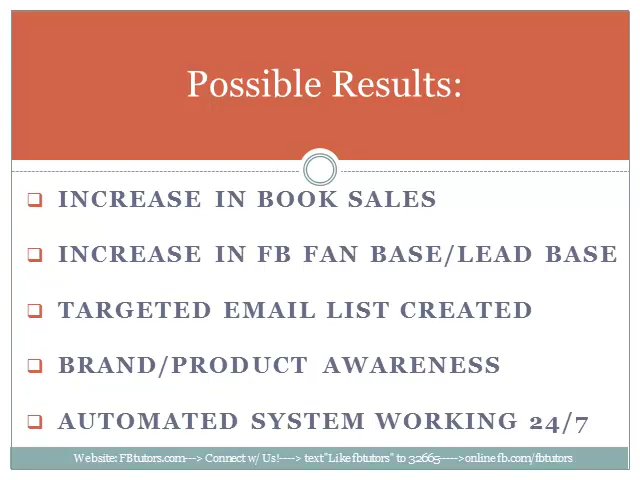 Possible Results:
INCREASE IN BOOK SALES
INCREASE IN FB FAN BASE/LEAD BASE
TARGETED EMAIL LIST CREATED
BRAND/PRODUCT AWARENESS
AUTOMATED SYSTEM WORKING 24/7
Website: FBtutors.com---> Connect w/ Us!----> text"Like fbtutors" to 32665----->online fb.com/fbtutors